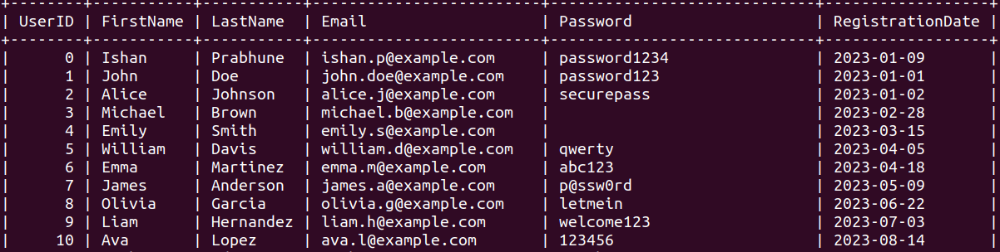 | UserID | FirstName | LastName | Email | Password | RegistrationDate |
| 0 | Ishan | Prabhune | ishan.p@example.com | password1234 | 2023-01-09 |
| 1 | John | Doe | john.doe@example.com | password123 | 2023-01-01 |
| 2 | Alice | Johnson | alice.j@example.com | securepass | 2023-01-02 |
| 3 | Michael | Brown | michael.b@example.com | | 2023-02-28 |
| 4 | Emily | Smith | emily.s@example.com | | 2023-03-15 |
| 5 | William | Davis | william.d@example.com | qwerty | 2023-04-05 |
| 6 | Emma | Martinez | emma.m@example.com | abc123 | 2023-04-18 |
| 7 | James | Anderson | james.a@example.com | p@ssw0rd | 2023-05-09 |
| 8 | Olivia | Garcia | olivia.g@example.com | letmein | 2023-06-22 |
| 9 | Liam | Hernandez | liam.h@example.com | welcome123 | 2023-07-03 |
| 10 | Ava | Lopez | ava.l@example.com | 123456 | 2023-08-14 |